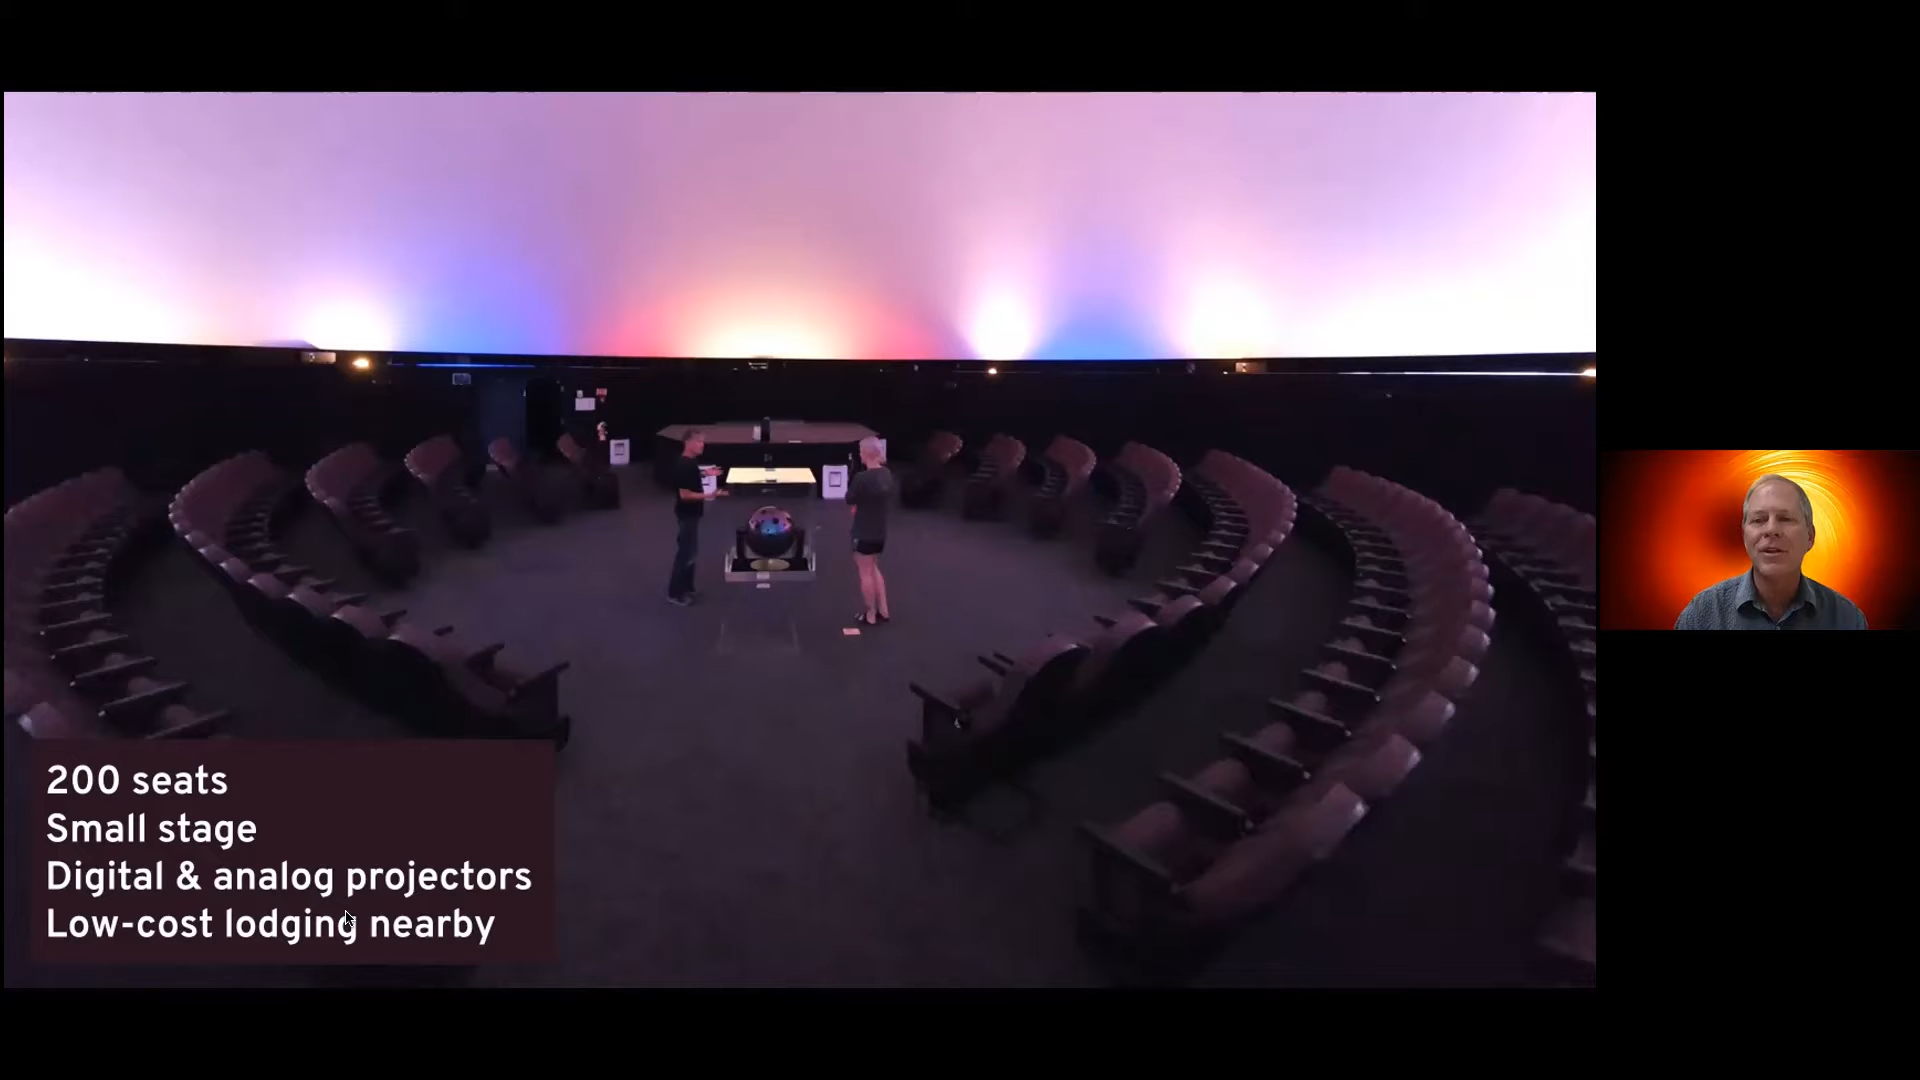 200 seats
Small stage
Digital & analog projectors
Low-cost lodging nearby